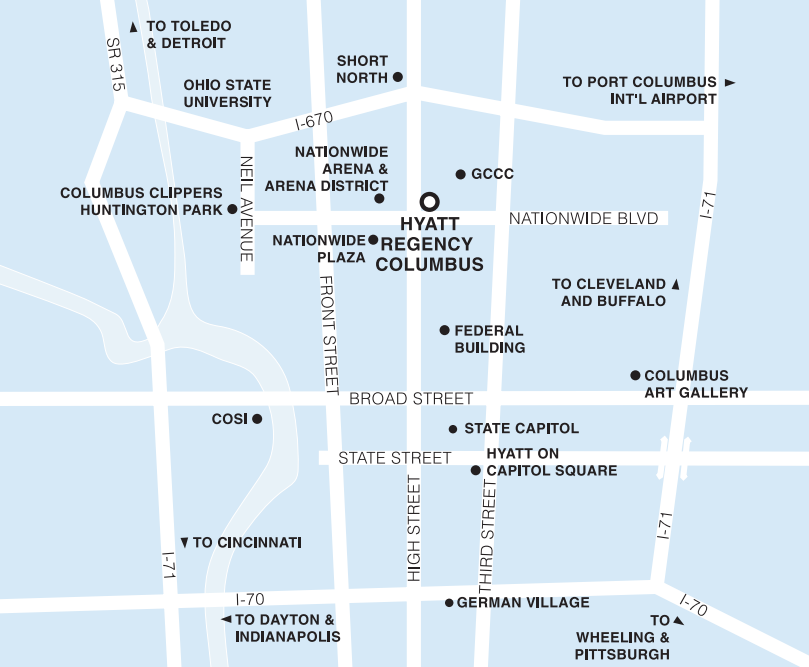 TO TOLEDO
& DETROIT
SR 315
SHORT
NORTH
OHIO STATE
UNIVERSITY
TO PORT COLUMBUS
INT'L AIRPORT
I-670
NATIONWIDE
ARENA &
ARENA DISTRICT
GCCC
COLUMBUS CLIPPERS
HUNTINGTON PARK
NEIL AVENUE
I-71
NATIONWIDE BLVD
HYATT
REGENCY
COLUMBUS
NATIONWIDE
PLAZA
TO CLEVELAND
AND BUFFALO
FRONT STREET
FEDERAL
BUILDING
COLUMBUS
ART GALLERY
BROAD STREET
COSI
STATE CAPITOL
STATE STREET
HYATT ON
CAPITOL SQUARE
HIGH STREET
THIRD STREET
I-71
TO CINCINNATI
I-71
I-70
GERMAN VILLAGE
I-70
TO DAYTON &
INDIANAPOLIS
TO
WHEELING &
PITTSBURGH